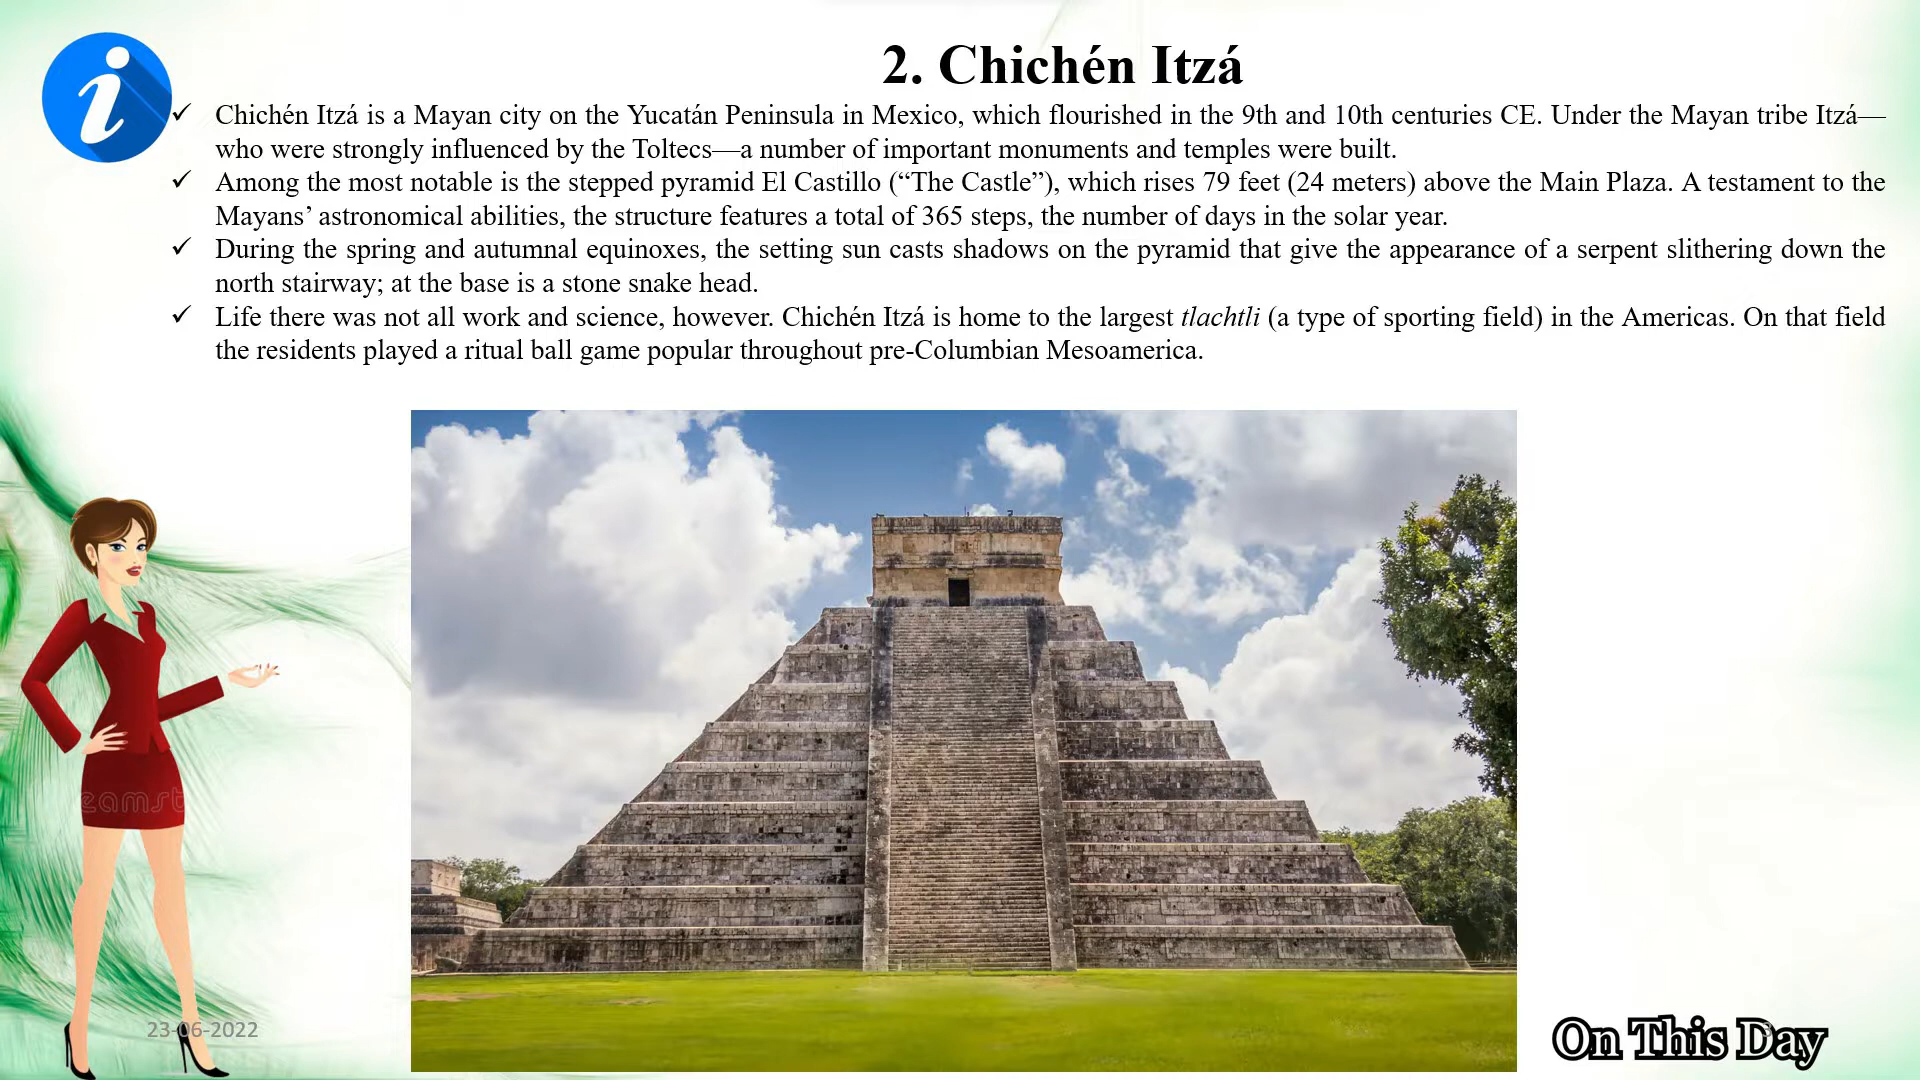 2. Chichén Itzá
✓ Chichén Itzá is a Mayan city on the Yucatán Peninsula in Mexico, which flourished in the 9th and 10th centuries CE. Under the Mayan tribe Itzá—
who were strongly influenced by the Toltecs—a number of important monuments and temples were built.
✓ Among the most notable is the stepped pyramid El Castillo (“The Castle”), which rises 79 feet (24 meters) above the Main Plaza. A testament to the
Mayans’ astronomical abilities, the structure features a total of 365 steps, the number of days in the solar year.
✓ During the spring and autumnal equinoxes, the setting sun casts shadows on the pyramid that give the appearance of a serpent slithering down the
north stairway; at the base is a stone snake head.
✓ Life there was not all work and science, however. Chichén Itzá is home to the largest tlachtli (a type of sporting field) in the Americas. On that field
the residents played a ritual ball game popular throughout pre-Columbian Mesoamerica.
eamst
23-06-2022
3
On This Day